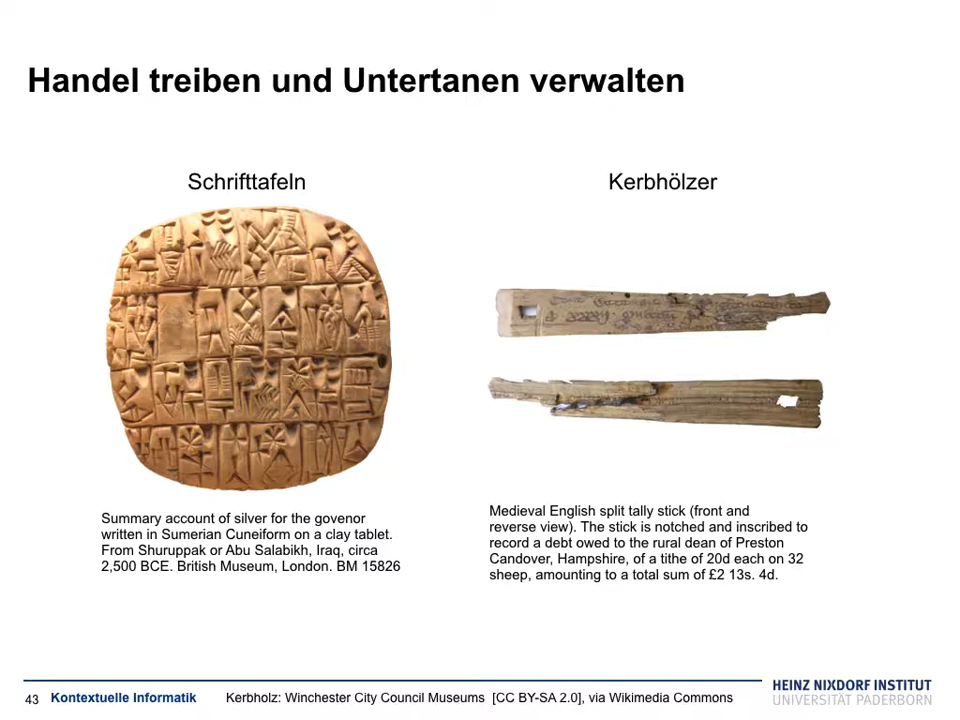 Handel treiben und Untertanen verwalten
Schrifttafeln
Summary account of silver for the govenor
written in Sumerian Cuneiform on a clay tablet.
From Shuruppak or Abu Salabikh, Iraq, circa
2,500 BCE. British Museum, London. BM 15826
Kerbhölzer
Medieval English split tally stick (front and
reverse view). The stick is notched and inscribed to
record a debt owed to the rural dean of Preston
Candover, Hampshire, of a tithe of 20d each on 32
sheep, amounting to a total sum of £2 13s. 4d.
43 Kontextuelle Informatik Kerbholz: Winchester City Council Museums [CC BY-SA 2.0], via Wikimedia Commons
HEINZ NIXDORF INSTITUT
UNIVERSITÄT PADERBORN